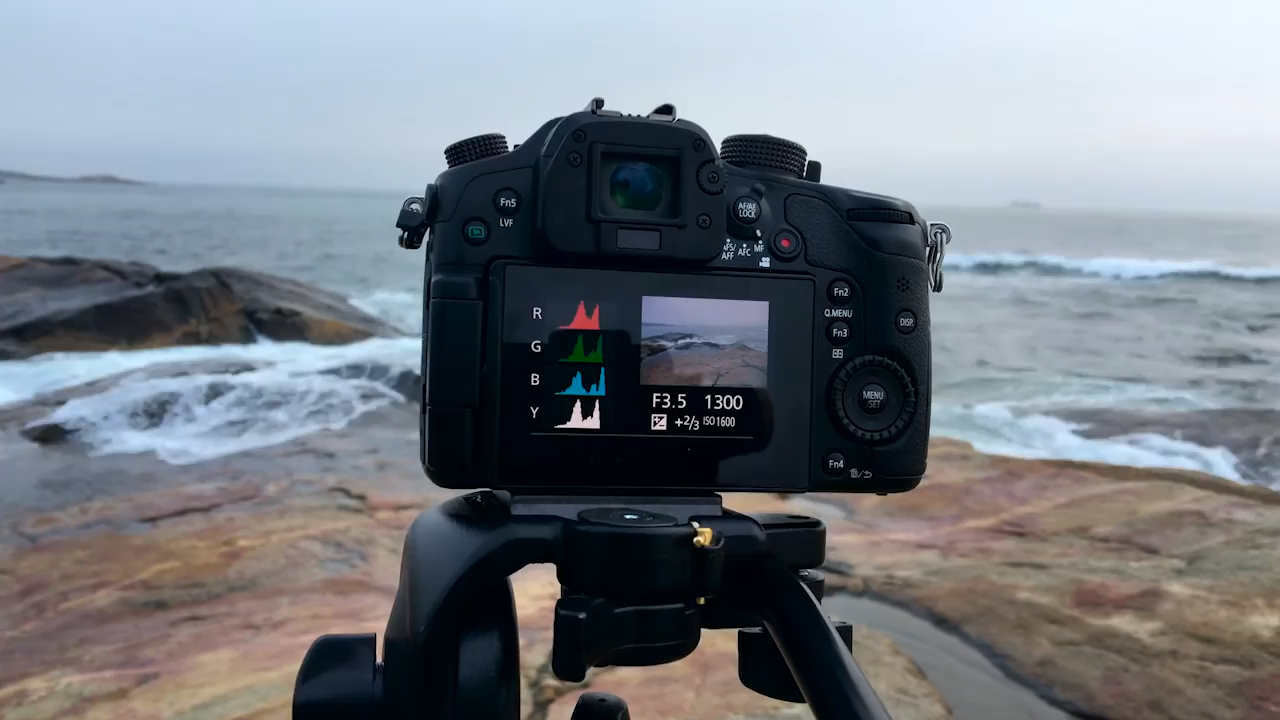 Fn5
LVF
AF/AE
LOCK
AFS/
AFF AFC MF
Fn2
Q.MENU
Fn3
DISP.
MENU
/SET
Fn4
R
G
B
Y
F3.5 1300
+2/3 ISO1600